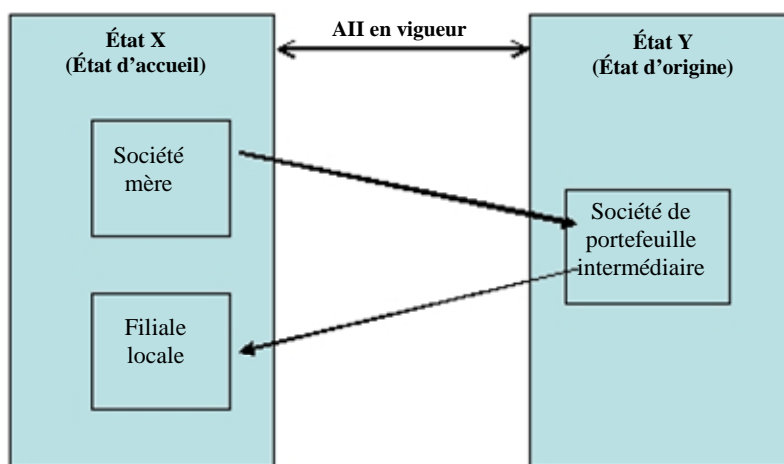 État X
(État d'accueil)
AII en vigueur
État Y
(État d'origine)
Société
mère
Société de
portefeuille
intermédiaire
Filiale
locale